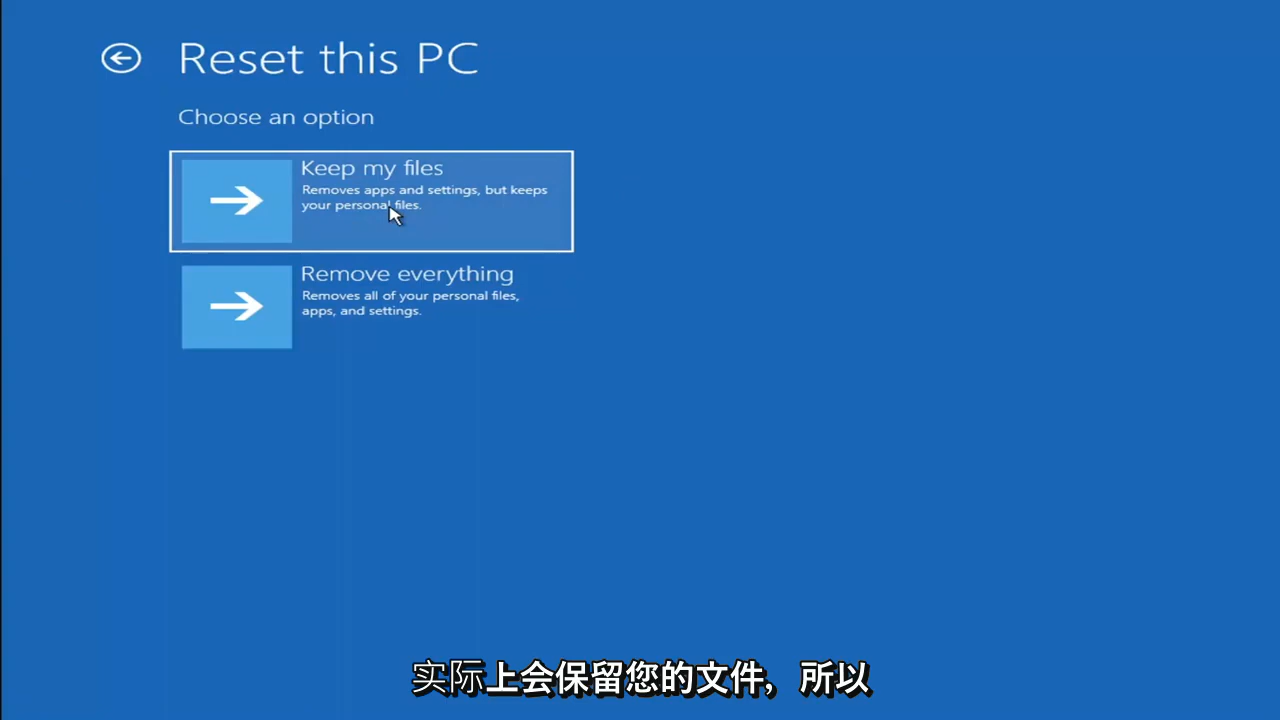 Reset this PC
Choose an option
Keep my files
Removes apps and settings, but keeps
your personal files.
Remove everything
Removes all of your personal files,
apps, and settings.
实际上会保留您的文件，所以